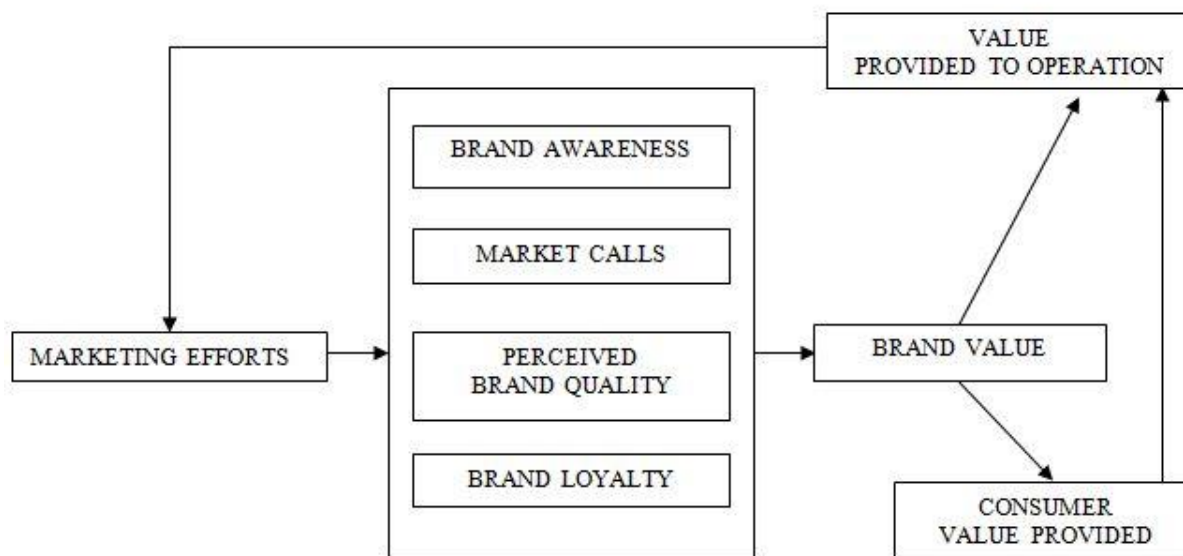 VALUE
PROVIDED TO OPERATION
BRAND AWARENESS
MARKET CALLS
MARKETING EFFORTS
PERCEIVED
BRAND QUALITY
BRAND VALUE
BRAND LOYALTY
CONSUMER
VALUE PROVIDED